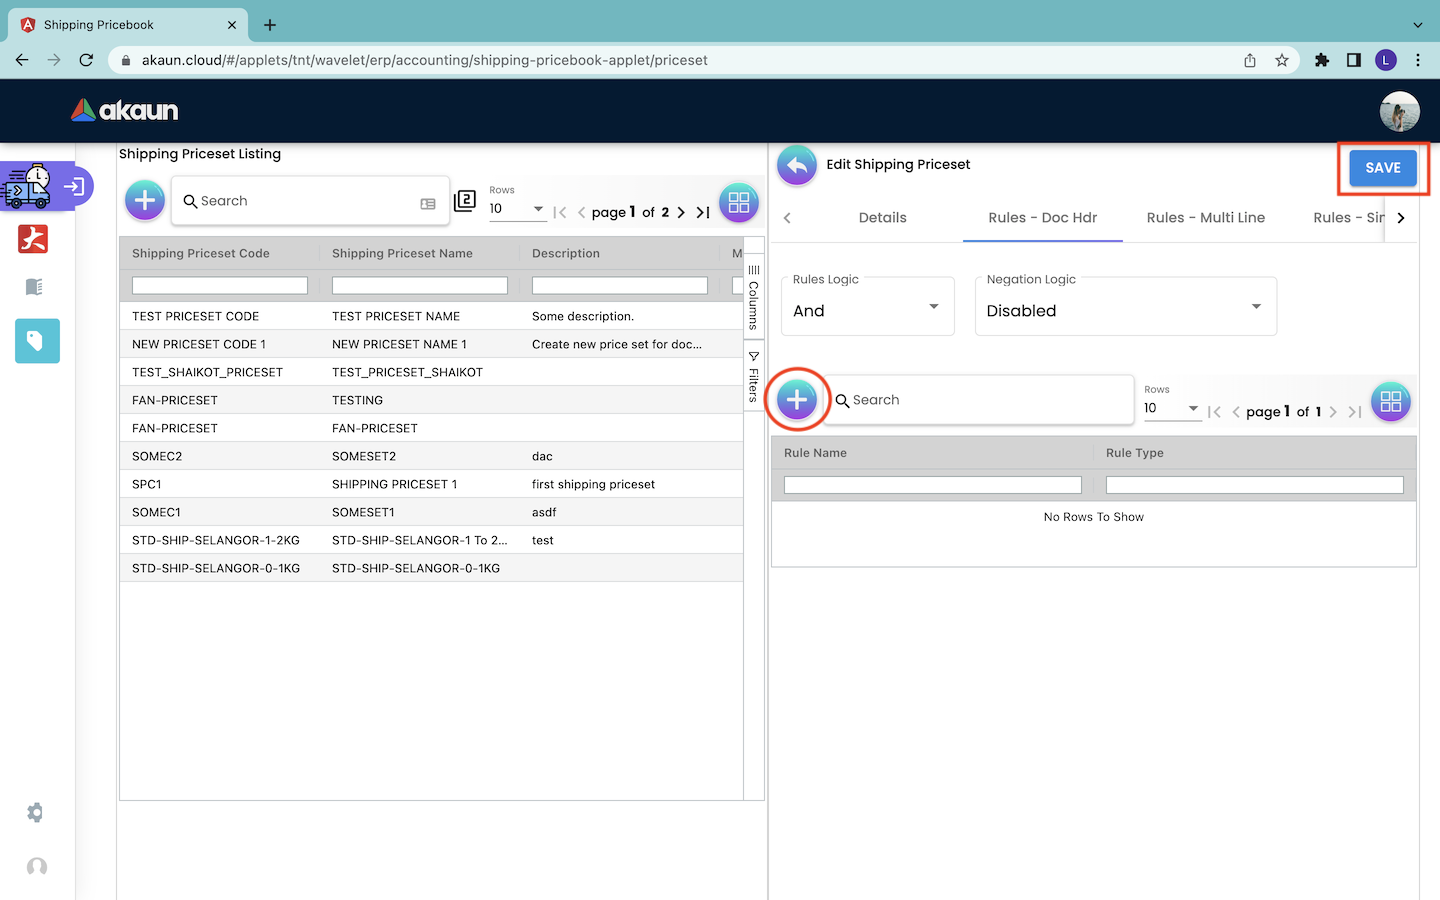 Shipping Pricebook
akaun.cloud/#/applets/tnt/wavelet/erp/accounting/shipping-pricebook-applet/priceset
L
akaun
Shipping Priceset Listing
Search
2
Rows
10
page 1 of 2
Shipping Priceset Code Shipping Priceset Name Description M
TEST PRICESET CODE TEST PRICESET NAME Some description.
NEW PRICESET CODE 1 NEW PRICESET NAME 1 Create new price set for doc...
TEST_SHAIKOT_PRICESET TEST_PRICESET_SHAIKOT
FAN-PRICESET TESTING
FAN-PRICESET FAN-PRICESET
SOMEC2 SOMESET2 dac
SPC1 SHIPPING PRICESET 1 first shipping priceset
SOMEC1 SOMESET1 asdf
STD-SHIP-SELANGOR-1-2KG STD-SHIP-SELANGOR-1 To 2... test
STD-SHIP-SELANGOR-0-1KG STD-SHIP-SELANGOR-0-1KG
Columns
Filters
Edit Shipping Priceset
SAVE
Details Rules - Doc Hdr Rules - Multi Line Rules - Sin
Rules Logic
And
Negation Logic
Disabled
Search
Rows
10
page 1 of 1
Rule Name Rule Type
No Rows To Show